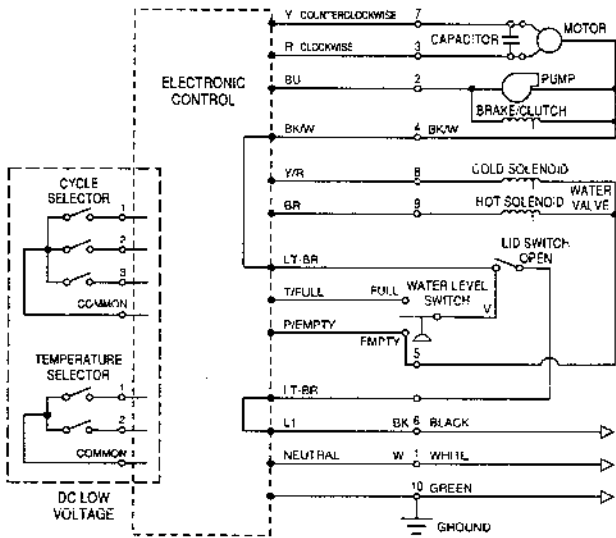 Y COUNTERCLOCKWISE 7
CAPACITOR
MOTOR
R CLOCKWISE 3
ELECTRONIC
CONTROL
BU 2
PUMP
BRAKE/CLUTCH
BK/W 4 BK/W
Y/R 8 COLD SOLENOID
WATER
VALVE
BR 9 HOT SOLENOID
CYCLE
SELECTOR
1
2
3
COMMON
LID SWITCH
OPEN
LT-BR
T/FULL FULL
WATER LEVEL
SWITCH
V
P/EMPTY EMPTY
5
TEMPERATURE
SELECTOR
1
2
COMMON
LT-BR
L1 BK 6 BLACK
NEUTRAL W 1 WHITE
10 GREEN
DC LOW
VOLTAGE
GROUND